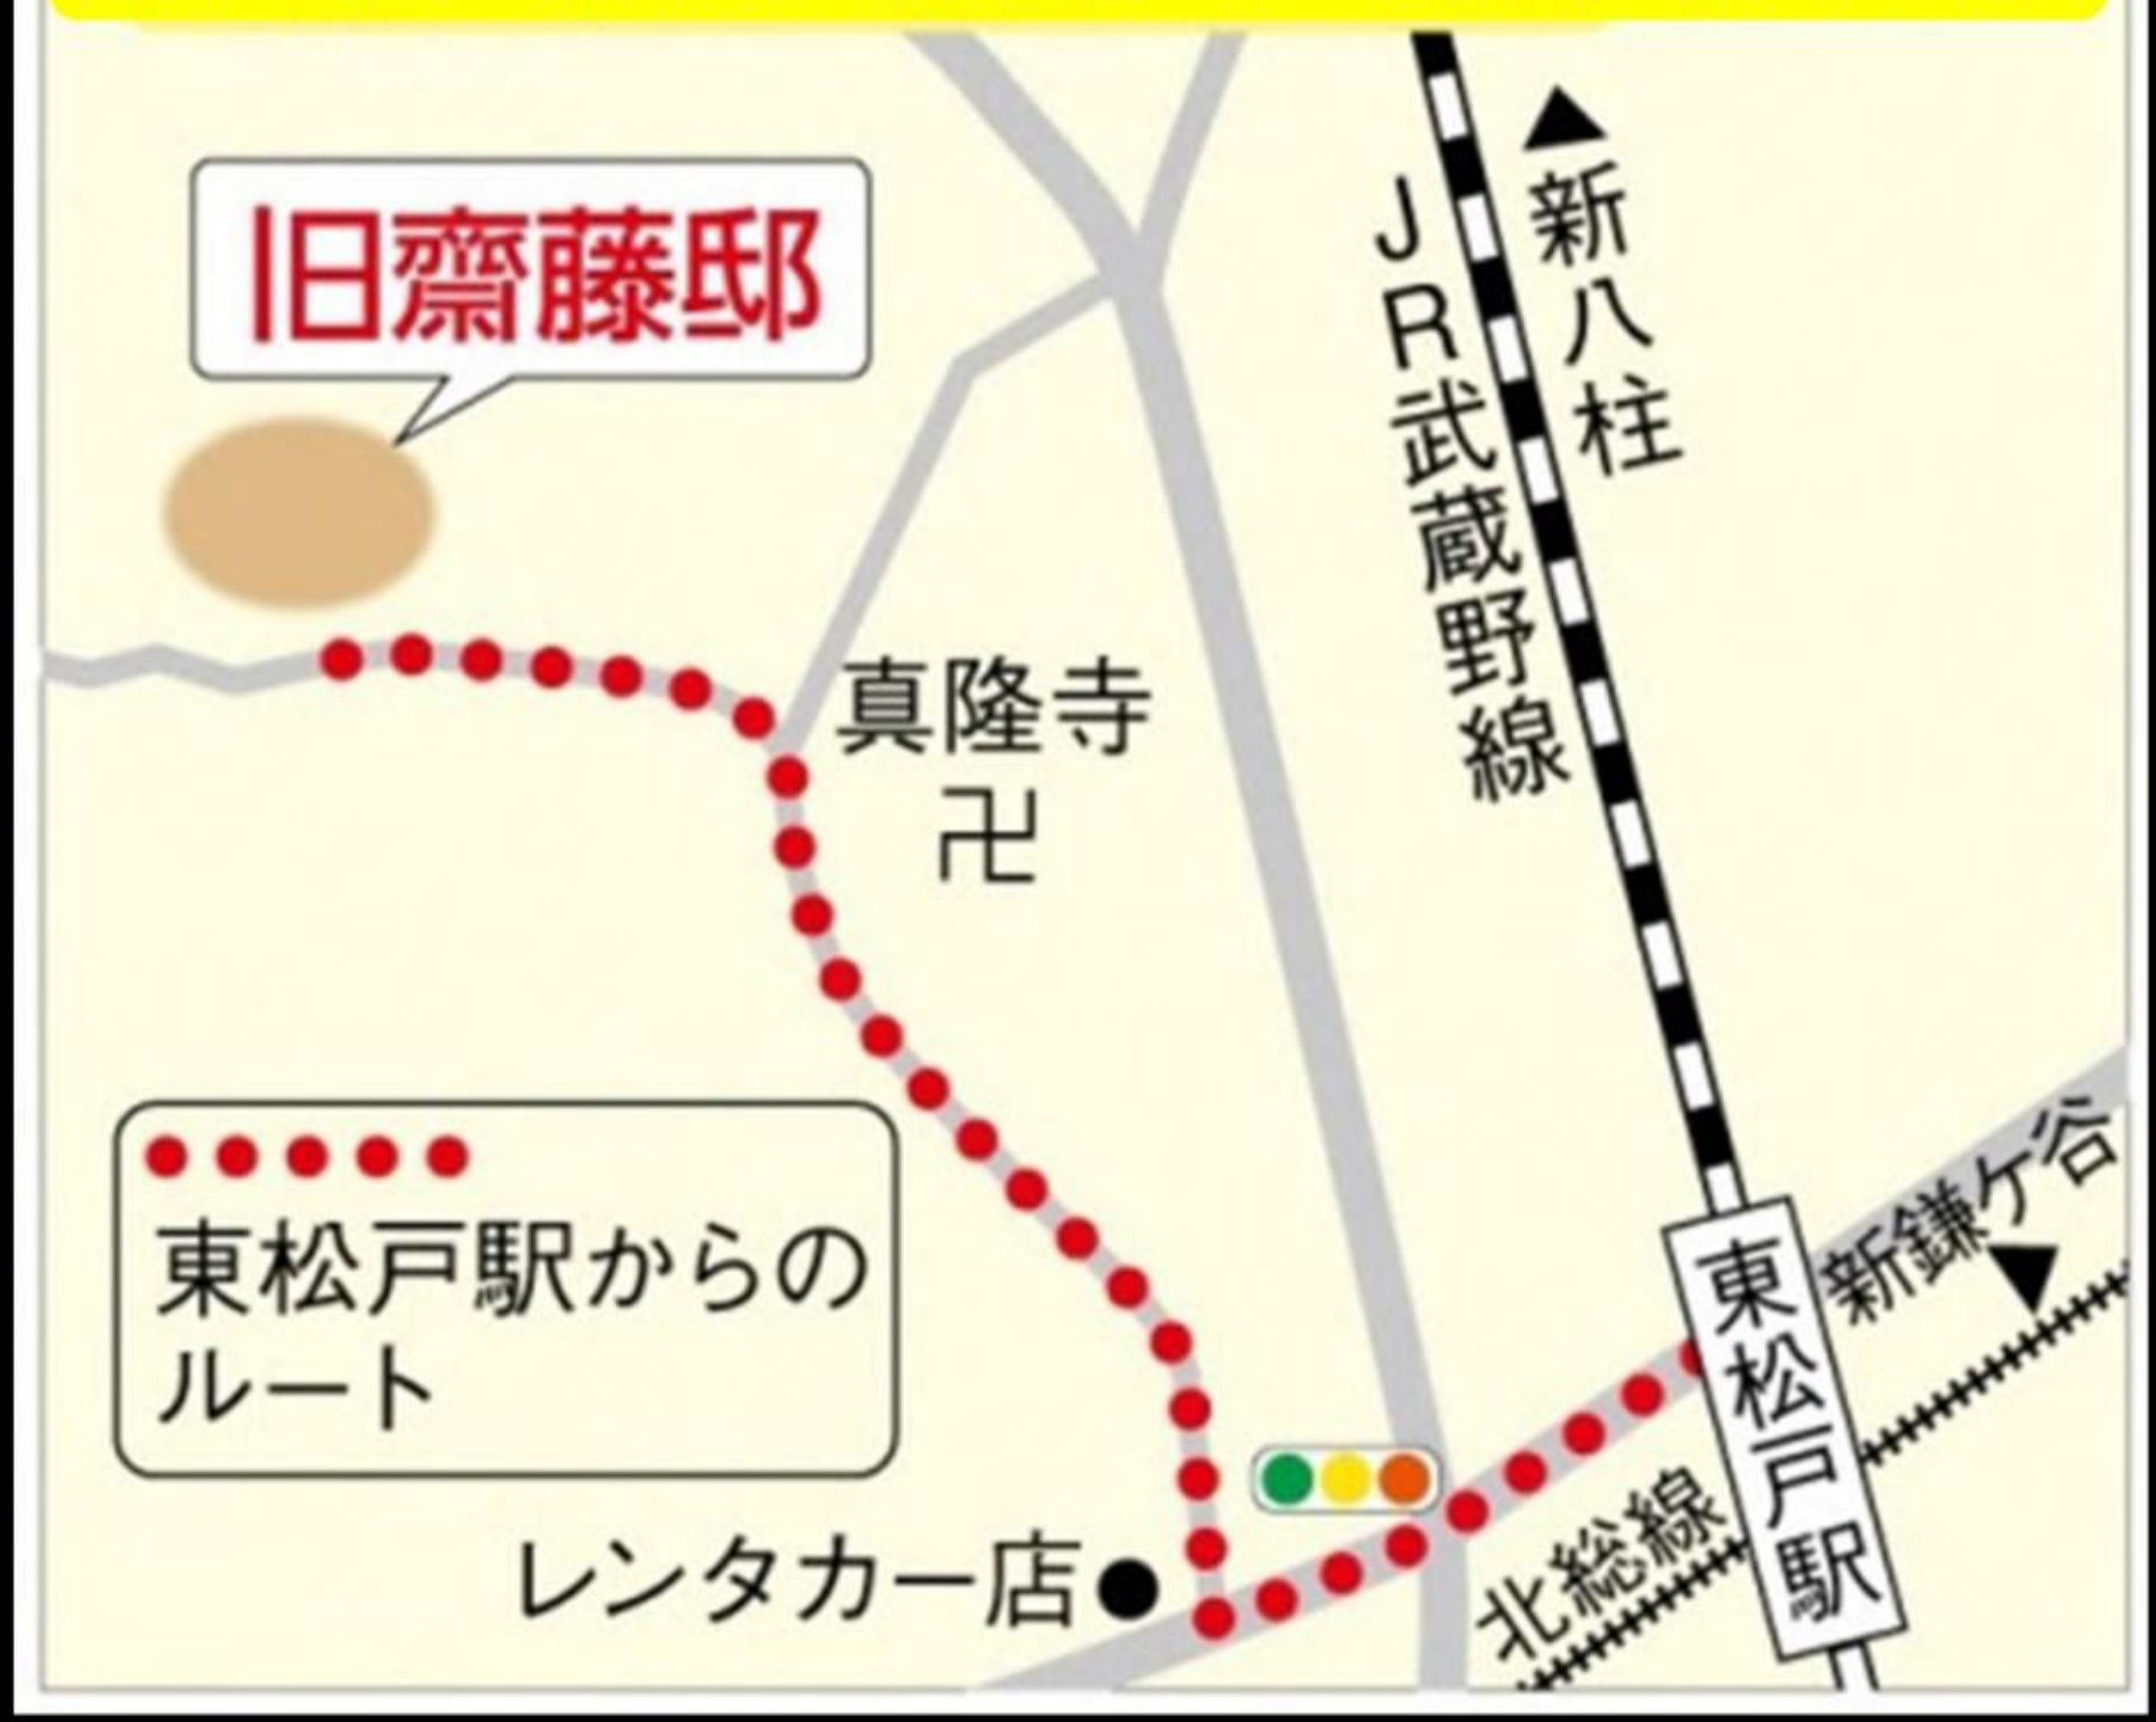 旧齋藤邸
▲新八柱
JR武蔵野線
真隆寺
卍
東松戸駅からの
ルート
新鎌ケ谷
東松戸駅
北総線
レンタカー店●